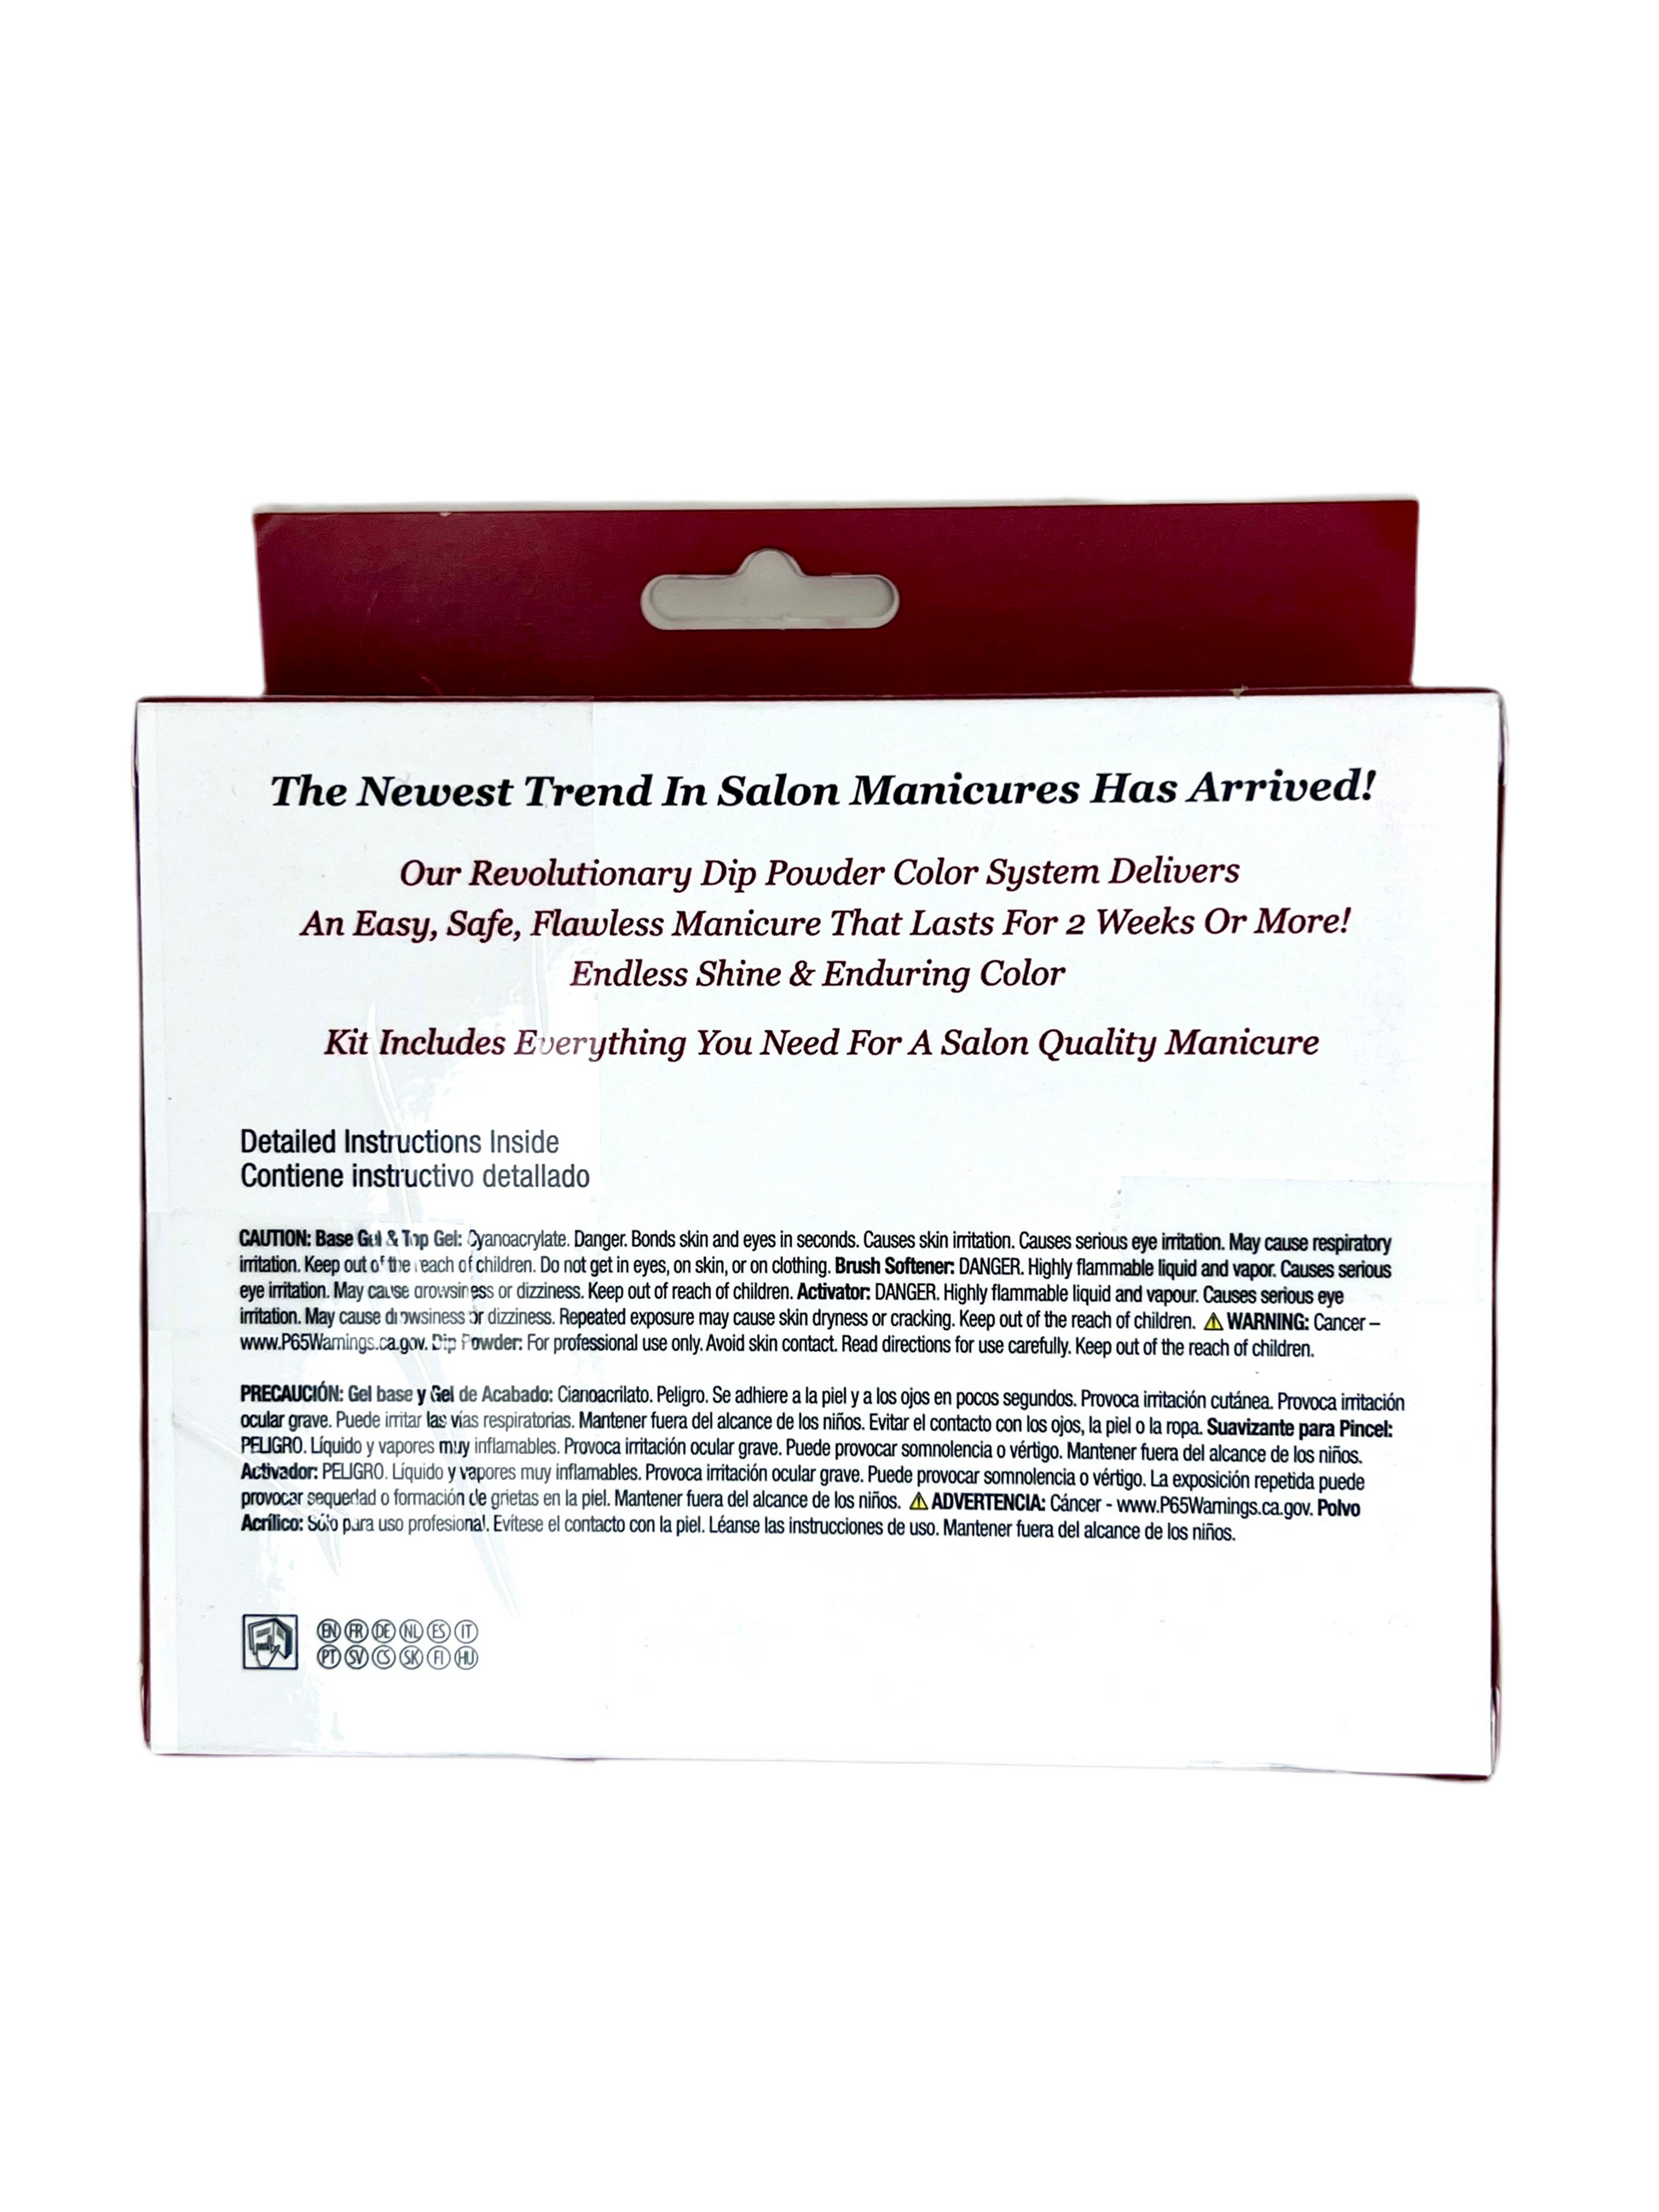 The Newest Trend In Salon Manicures Has Arrived!
Our Revolutionary Dip Powder Color System Delivers
An Easy, Safe, Flawless Manicure That Lasts For 2 Weeks Or More!
Endless Shine & Enduring Color
Kit Includes Everything You Need For A Salon Quality Manicure
Detailed Instructions Inside
Contiene instructivo detallado
CAUTION: Base Gel & Top Gel: Cyanoacrylate. Danger. Bonds skin and eyes in seconds. Causes skin irritation. Causes serious eye irritation. May cause respiratory
irritation. Keep out of the reach of children. Do not get in eyes, on skin, or on clothing. Brush Softener: DANGER. Highly flammable liquid and vapor. Causes serious
eye irritation. May cause drowsiness or dizziness. Keep out of reach of children. Activator: DANGER. Highly flammable liquid and vapour. Causes serious eye
irritation. May cause drowsiness or dizziness. Repeated exposure may cause skin dryness or cracking. Keep out of the reach of children. ⚠ WARNING: Cancer –
www.P65Warnings.ca.gov. Dip Powder: For professional use only. Avoid skin contact. Read directions for use carefully. Keep out of the reach of children.
PRECAUCIÓN: Gel base y Gel de Acabado: Cianoacrilato. Peligro. Se adhiere a la piel y a los ojos en pocos segundos. Provoca irritación cutánea. Provoca irritación
ocular grave. Puede irritar las vías respiratorias. Mantener fuera del alcance de los niños. Evitar el contacto con los ojos, la piel o la ropa. Suavizante para Pincel:
PELIGRO. Líquido y vapores muy inflamables. Provoca irritación ocular grave. Puede provocar somnolencia o vértigo. Mantener fuera del alcance de los niños.
Activador: PELIGRO. Líquido y vapores muy inflamables. Provoca irritación ocular grave. Puede provocar somnolencia o vértigo. La exposición repetida puede
provocar sequedad o formación de grietas en la piel. Mantener fuera del alcance de los niños. ⚠ ADVERTENCIA: Cáncer - www.P65Warnings.ca.gov. Polvo
Acrílico: Sólo para uso profesional. Evítese el contacto con la piel. Léanse las instrucciones de uso. Mantener fuera del alcance de los niños.
EN FR DE NL ES IT
PT SV CS SK FI HU